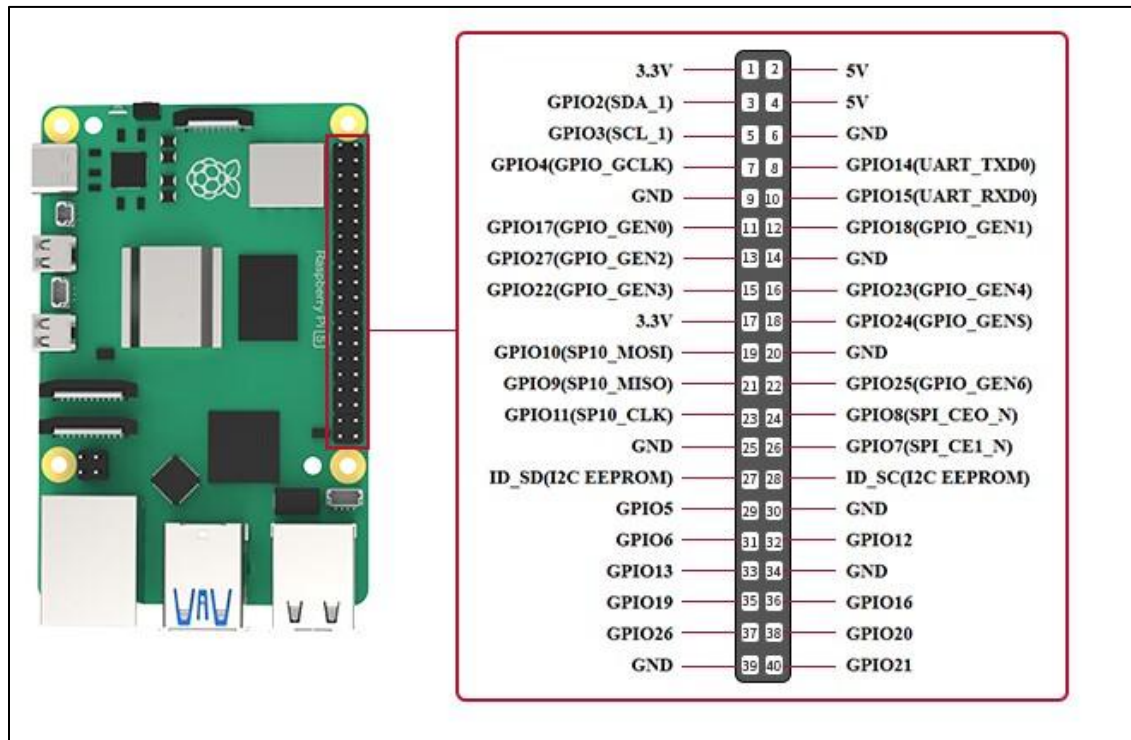 3.3V 1 2 5V
GPIO2(SDA_1) 3 4 5V
GPIO3(SCL_1) 5 6 GND
GPIO4(GPIO_GCLK) 7 8 GPIO14(UART_TXD0)
GND 9 10 GPIO15(UART_RXD0)
GPIO17(GPIO_GEN0) 11 12 GPIO18(GPIO_GEN1)
GPIO27(GPIO_GEN2) 13 14 GND
GPIO22(GPIO_GEN3) 15 16 GPIO23(GPIO_GEN4)
3.3V 17 18 GPIO24(GPIO_GENS)
GPIO10(SP10_MOSI) 19 20 GND
GPIO9(SP10_MISO) 21 22 GPIO25(GPIO_GEN6)
GPIO11(SP10_CLK) 23 24 GPIO8(SPI_CEO_N)
GND 25 26 GPIO7(SPI_CE1_N)
ID_SD(I2C EEPROM) 27 28 ID_SC(I2C EEPROM)
GPIO5 29 30 GND
GPIO6 31 32 GPIO12
GPIO13 33 34 GND
GPIO19 35 36 GPIO16
GPIO26 37 38 GPIO20
GND 39 40 GPIO21
Raspberry Pi 5